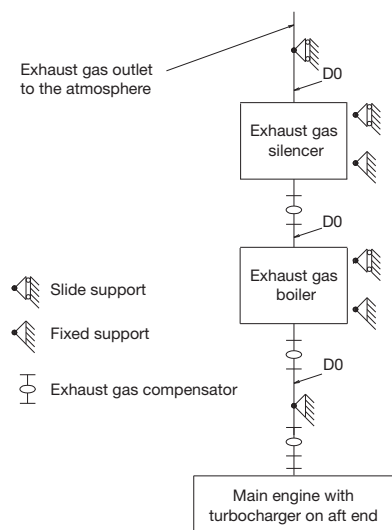 Exhaust gas outlet
to the atmosphere
D0
Exhaust gas
silencer
D0
Exhaust gas
boiler
Slide support
Fixed support
D0
Exhaust gas compensator
Main engine with
turbocharger on aft end